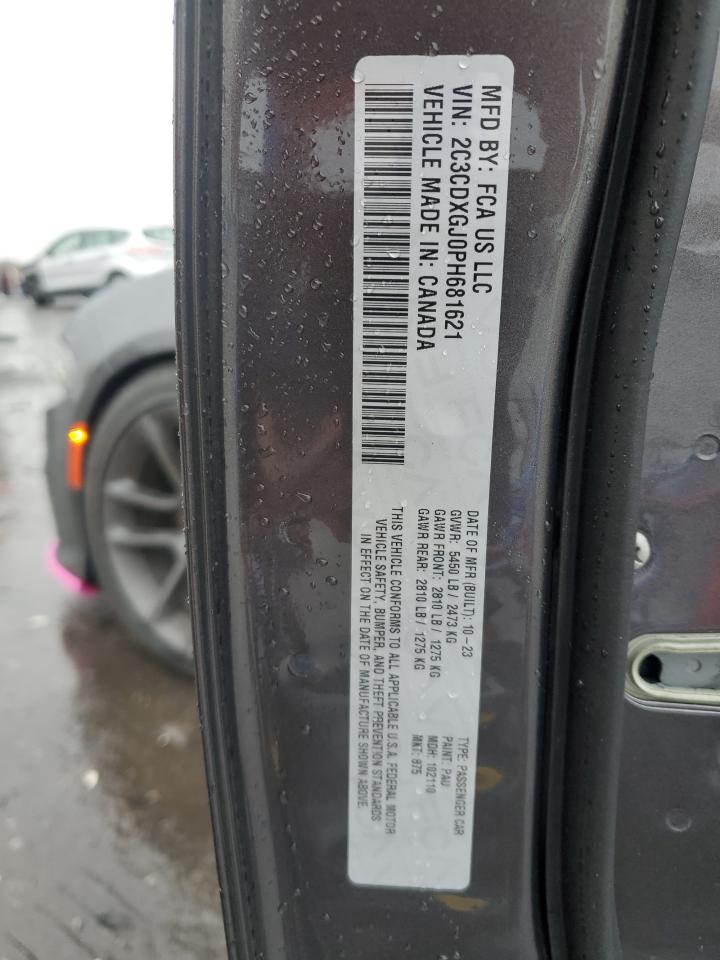 MFD BY: FCA US LLC
VIN: 2C3CDXGJ0PH681621
VEHICLE MADE IN: CANADA
DATE OF MFR (BUILT): 10-23
GVWR: 5450 LB / 2473 KG
GAWR FRONT: 2810 LB / 1275 KG
GAWR REAR: 2810 LB / 1275 KG
THIS VEHICLE CONFORMS TO ALL APPLICABLE U.S.A. FEDERAL MOTOR
VEHICLE SAFETY, BUMPER, AND THEFT PREVENTION STANDARDS
IN EFFECT ON THE DATE OF MANUFACTURE SHOWN ABOVE.
TYPE: PASSENGER CAR
PAINT: PAU
MDH: 102110
MKT: 875